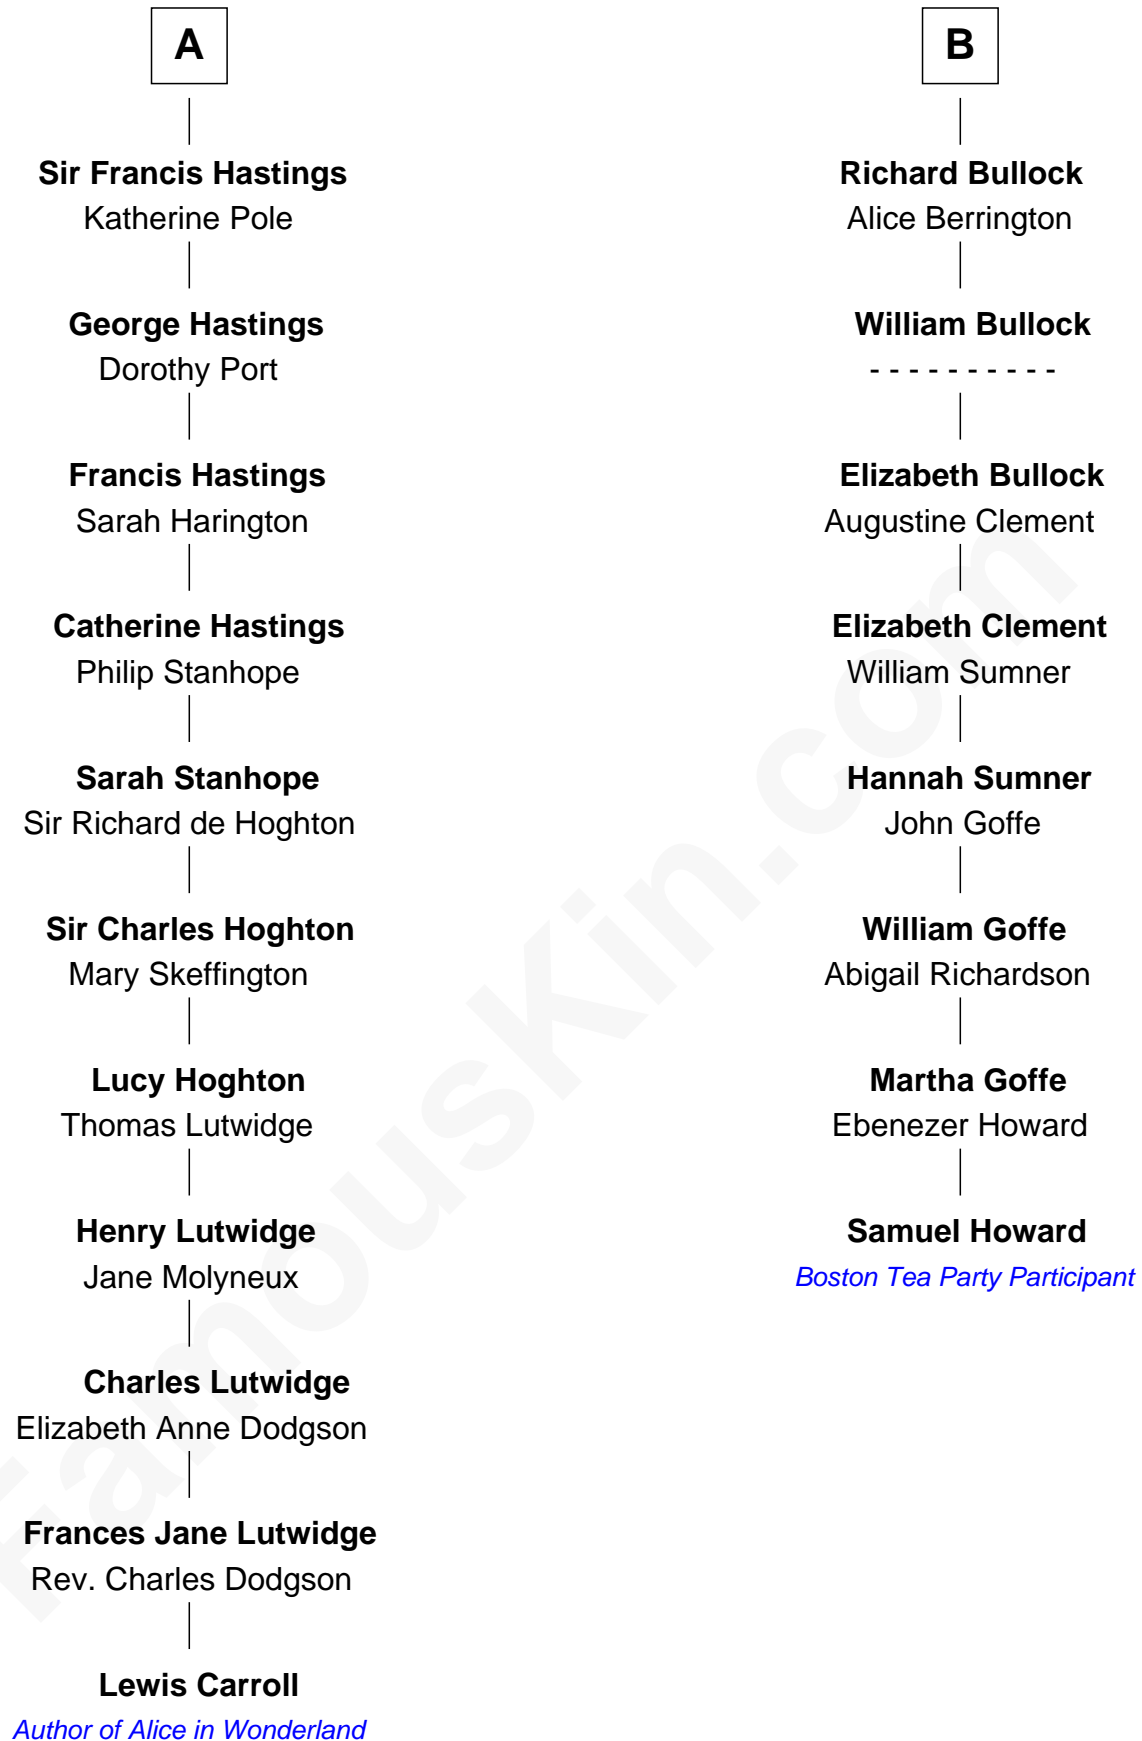 A
Sir Francis Hastings
Katherine Pole
George Hastings
Dorothy Port
Francis Hastings
Sarah Harington
Catherine Hastings
Philip Stanhope
Sarah Stanhope
Sir Richard de Hoghton
Sir Charles Hoghton
Mary Skeffington
Lucy Hoghton
Thomas Lutwidge
Henry Lutwidge
Jane Molyneux
Charles Lutwidge
Elizabeth Anne Dodgson
Frances Jane Lutwidge
Rev. Charles Dodgson
Lewis Carroll
Author of Alice in Wonderland
B
Richard Bullock
Alice Berrington
William Bullock
- - - - - - - - - -
Elizabeth Bullock
Augustine Clement
Elizabeth Clement
William Sumner
Hannah Sumner
John Goffe
William Goffe
Abigail Richardson
Martha Goffe
Ebenezer Howard
Samuel Howard
Boston Tea Party Participant
FamousKin.com